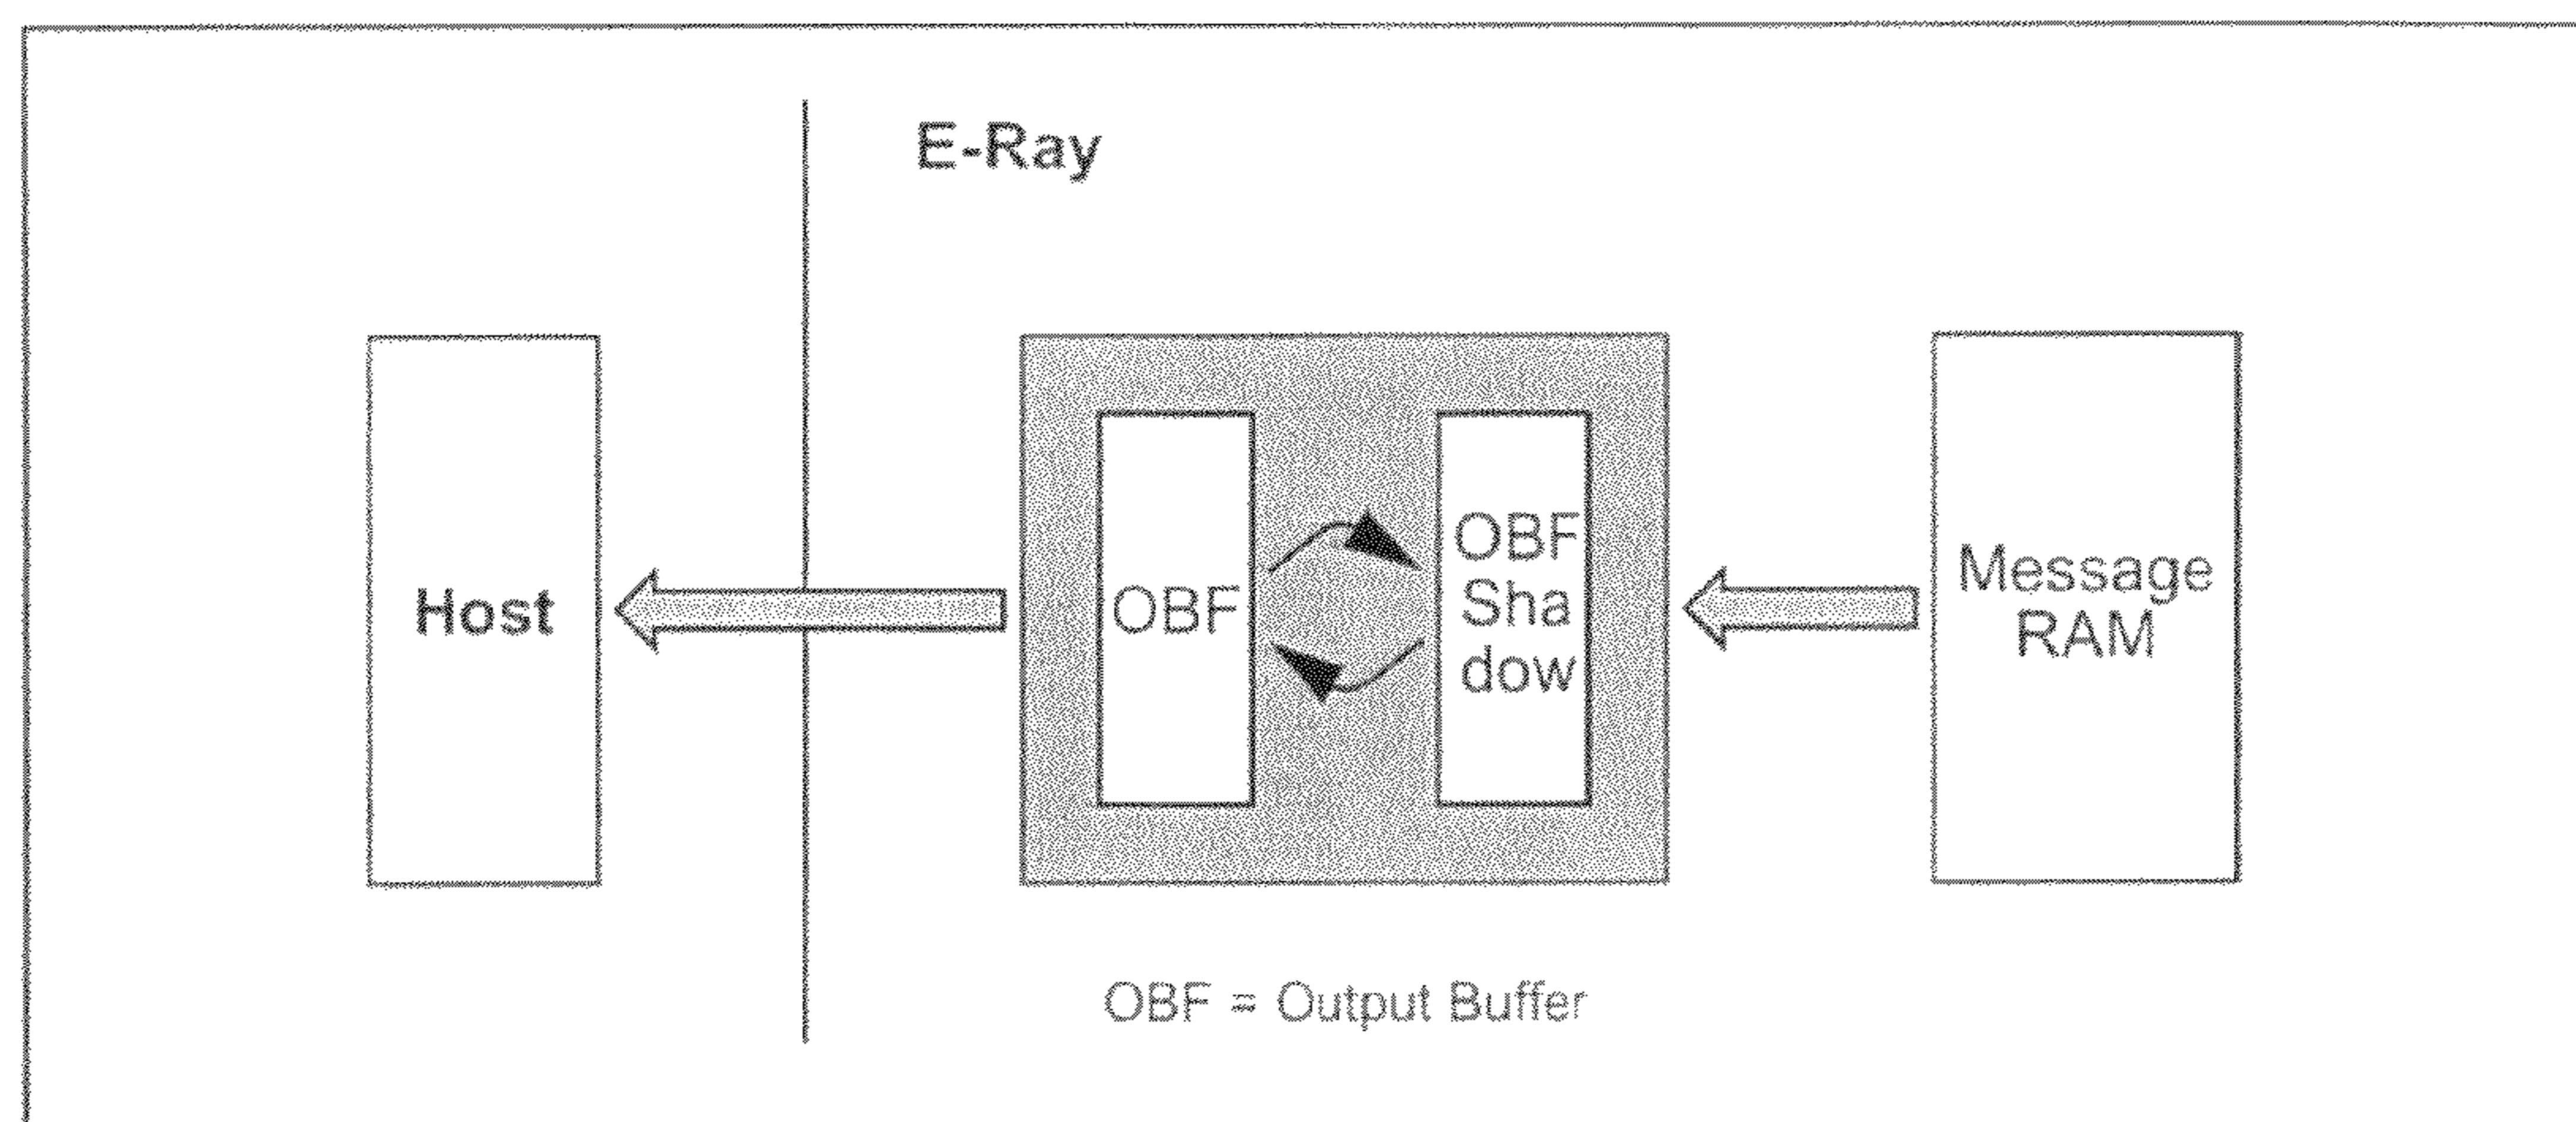 E-Ray
Host
OBF
OBF
Sha
dow
Message
RAM
OBF = Output Buffer